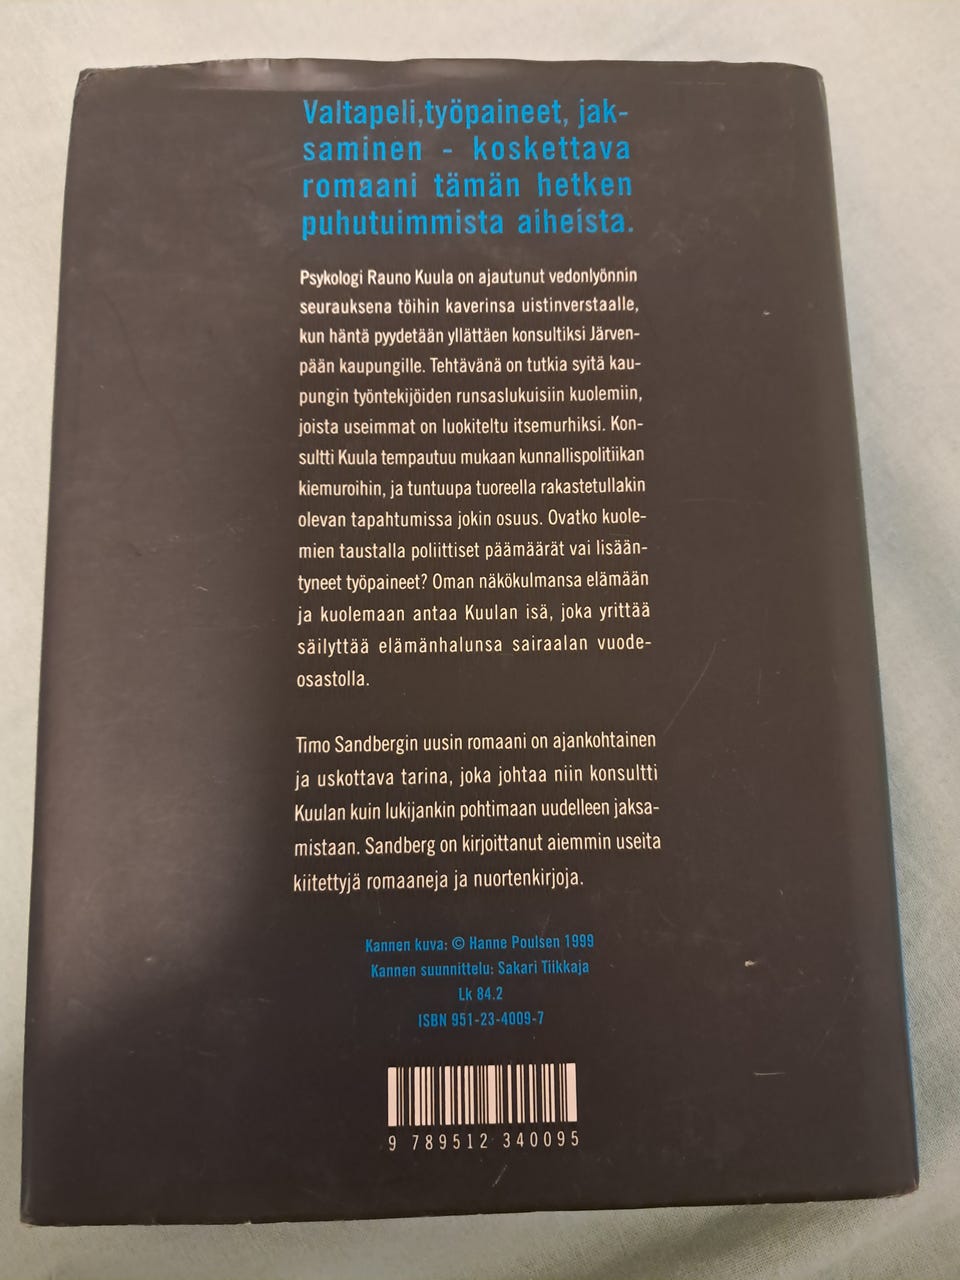 Valtapeli,työpaineet, jak-
saminen - koskettava
romaani tämän hetken
puhutuimmista aiheista.
Psykologi Rauno Kuula on ajautunut vedonlyönnin
seurauksena töihin kaverinsa uistinverstaalle,
kun häntä pyydetään yllättäen konsultiksi Järven-
pään kaupungille. Tehtävänä on tutkia syitä kau-
pungin työntekijöiden runsaslukuisiin kuolemiin,
joista useimmat on luokiteltu itsemurhiksi. Kon-
sultti Kuula tempautuu mukaan kunnallispolitiikan
kiemuroihin, ja tuntuupa tuoreella rakastetullakin
olevan tapahtumissa jokin osuus. Ovatko kuole-
mien taustalla poliittiset päämäärät vai lisään-
tyneet työpaineet? Oman näkökulmansa elämään
ja kuolemaan antaa Kuulan isä, joka yrittää
säilyttää elämänhalunsa sairaalan vuode-
osastolla.
Timo Sandbergin uusin romaani on ajankohtainen
ja uskottava tarina, joka johtaa niin konsultti
Kuulan kuin lukijankin pohtimaan uudelleen jaksa-
mistaan. Sandberg on kirjoittanut aiemmin useita
kiitettyjä romaaneja ja nuortenkirjoja.
Kannen kuva: © Hanne Poulsen 1999
Kannen suunnittelu: Sakari Tiikkaja
Lk 84.2
ISBN 951-23-4009-7
9 789512 340095